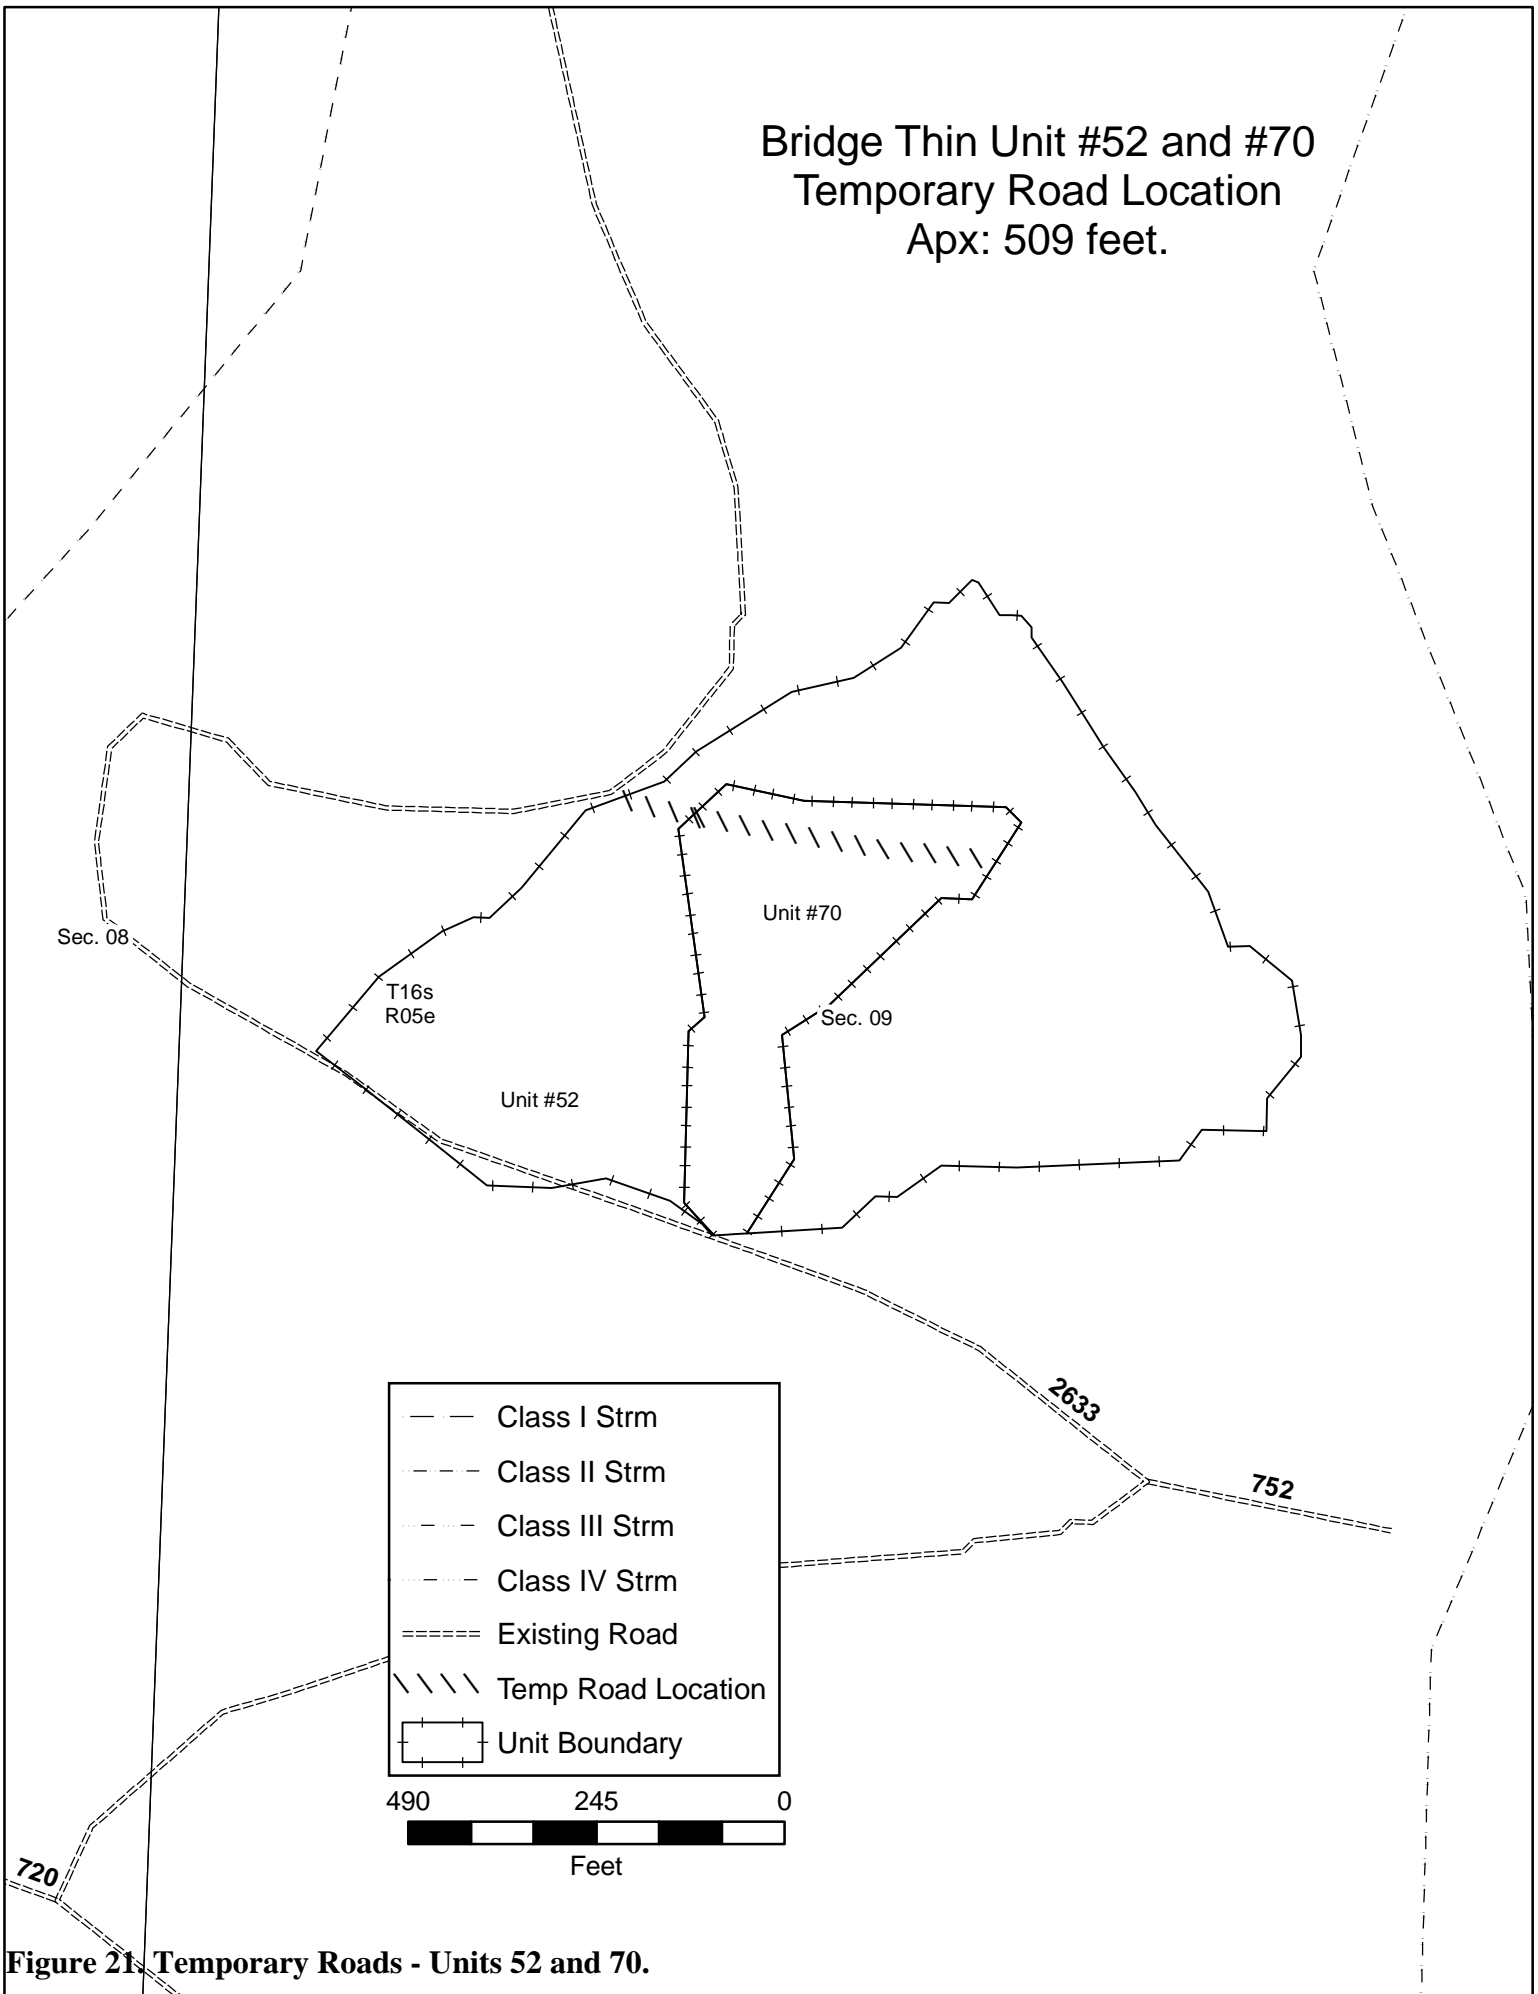 Bridge Thin Unit #52 and #70
Temporary Road Location
Apx: 509 feet.
Unit #70
Sec. 08
T16s
R05e
Sec. 09
Unit #52
2633
752
Class I Strm
Class II Strm
Class III Strm
Class IV Strm
Existing Road
Temp Road Location
Unit Boundary
490 245 0
Feet
720
Figure 21. Temporary Roads - Units 52 and 70.